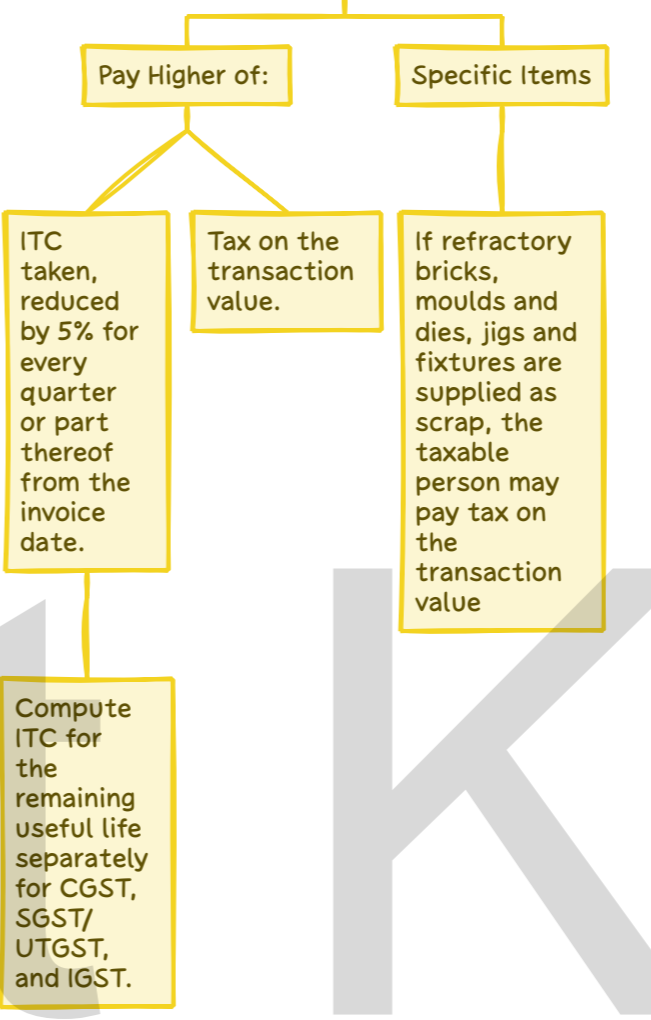 Pay Higher of:
Specific Items
ITC
taken,
reduced
by 5% for
every
quarter
or part
thereof
from the
invoice
date.
Tax on the
transaction
value.
If refractory
bricks,
moulds and
dies, jigs and
fixtures are
supplied as
scrap, the
taxable
person may
pay tax on
the
transaction
value
Compute
ITC for
the
remaining
useful life
separately
for CGST,
SGST/
UTGST,
and IGST.
t K